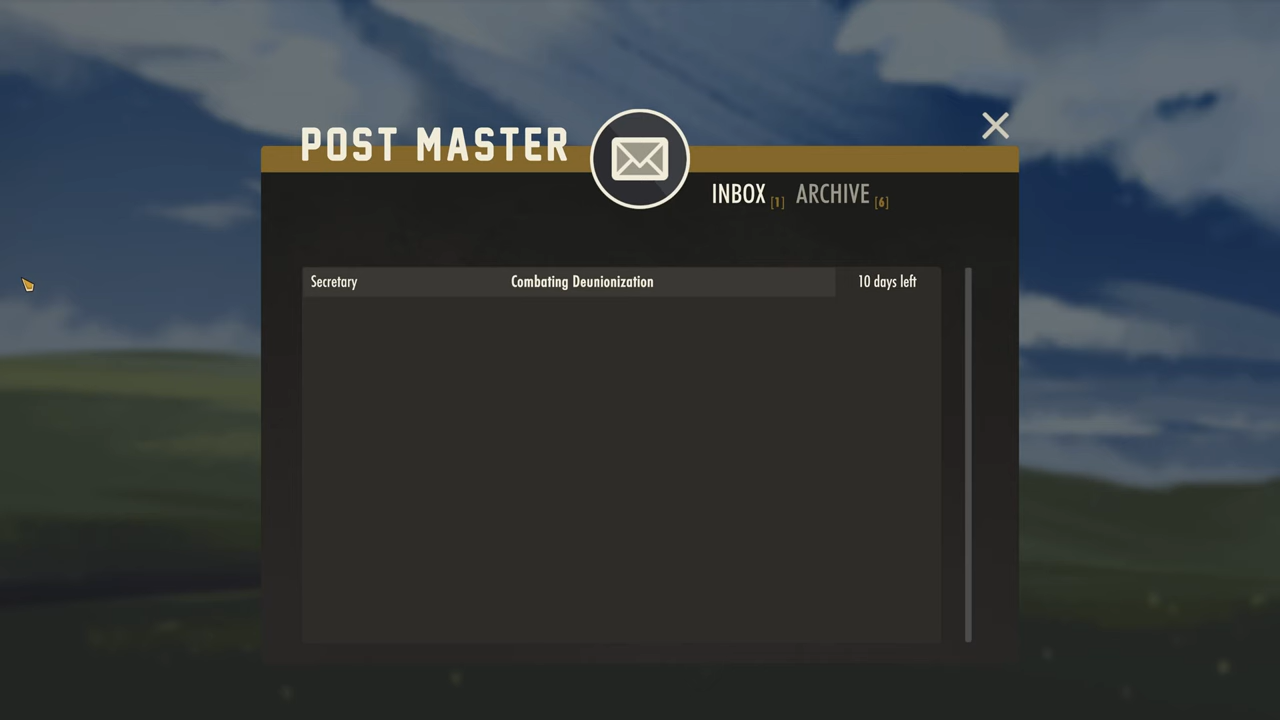 POST MASTER
INBOX [1] ARCHIVE [6]
Secretary Combating Deunionization 10 days left